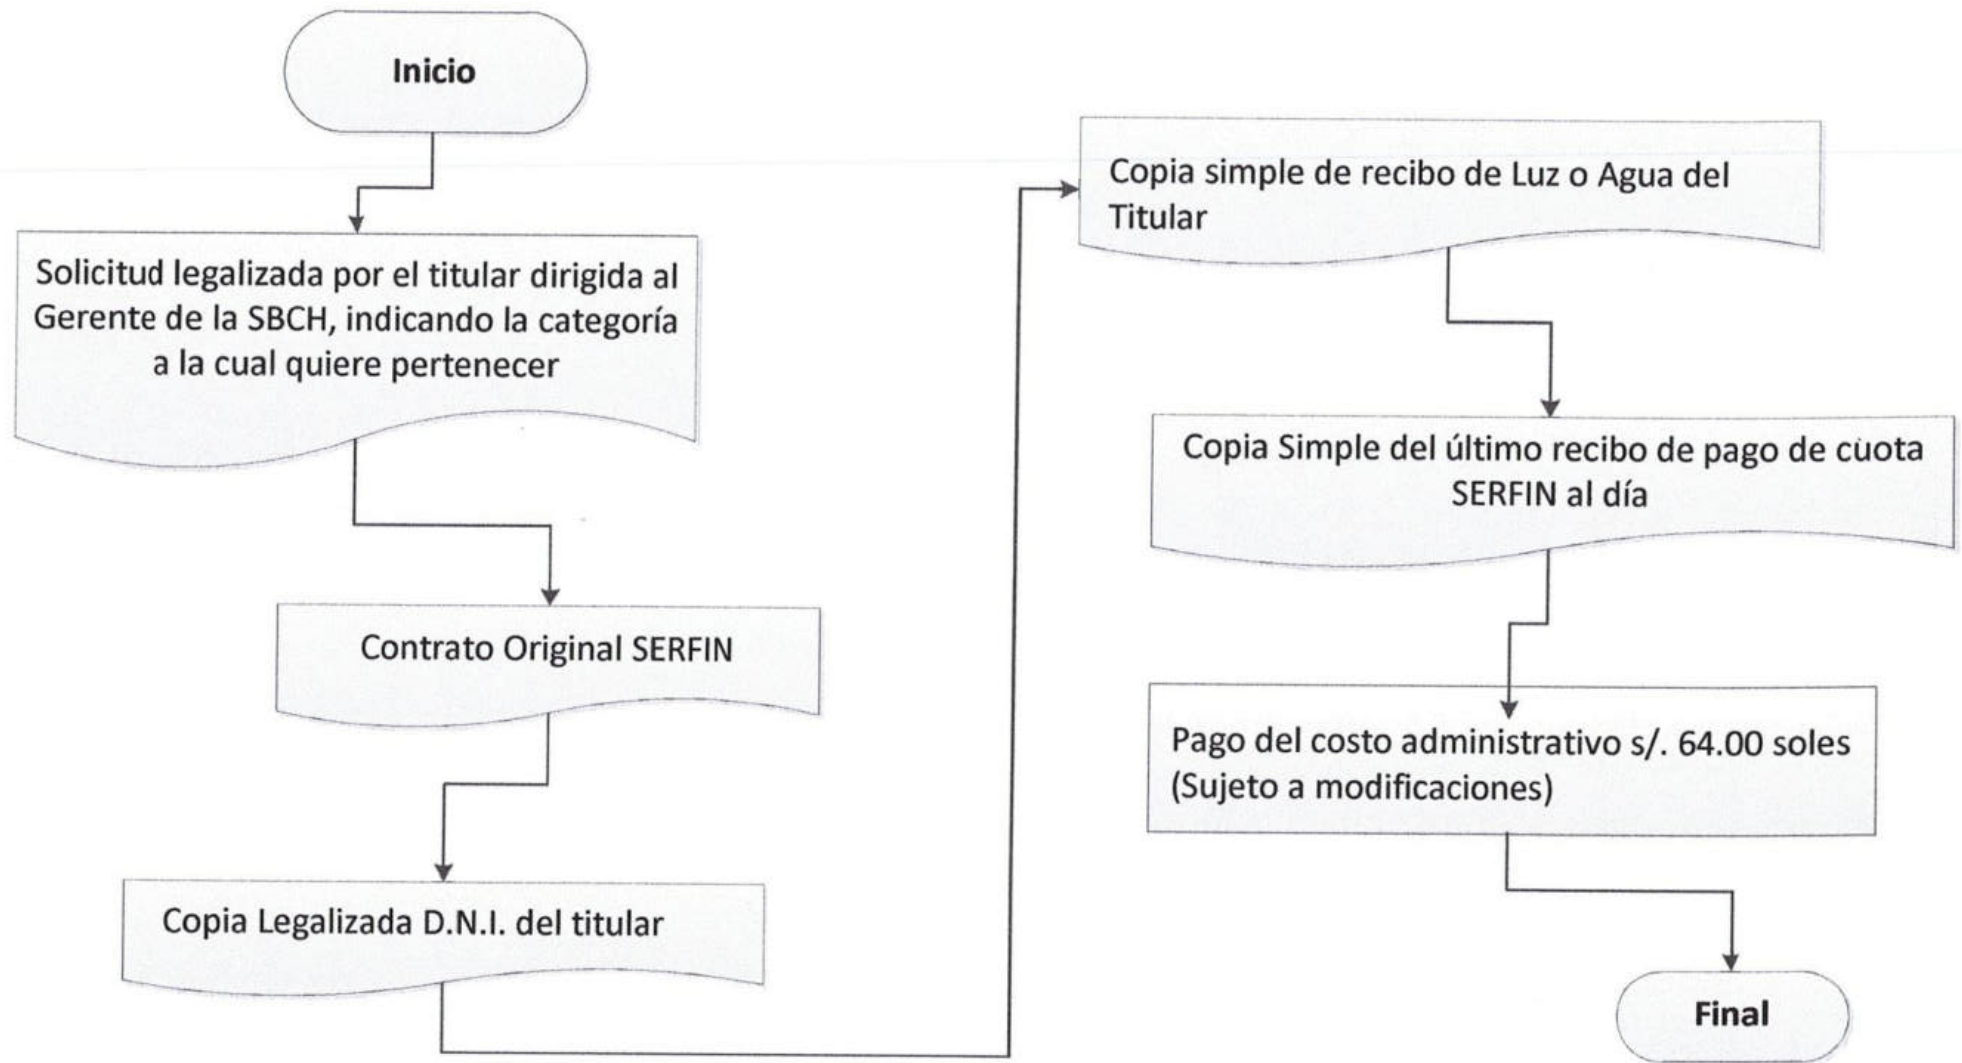 Inicio
Solicitud legalizada por el titular dirigida al
Gerente de la SBCH, indicando la categoría
a la cual quiere pertenecer
Contrato Original SERFIN
Copia Legalizada D.N.I. del titular
Copia simple de recibo de Luz o Agua del
Titular
Copia Simple del último recibo de pago de cuota
SERFIN al día
Pago del costo administrativo s/. 64.00 soles
(Sujeto a modificaciones)
Final